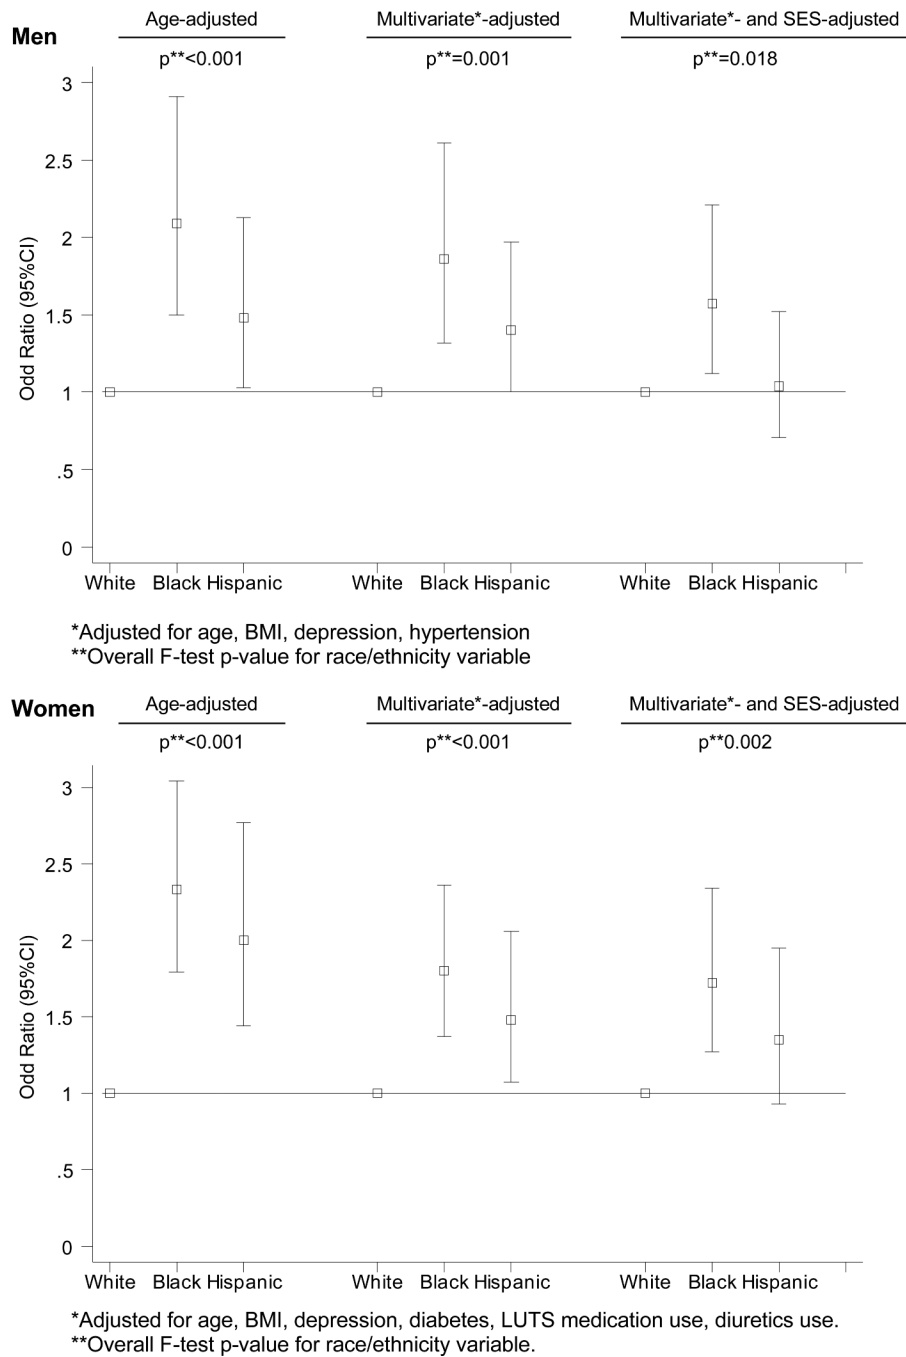 Men
Age-adjusted Multivariate*-adjusted Multivariate*- and SES-adjusted
p**<0.001 p**=0.001 p**=0.018
Odd Ratio (95%CI)
3
2.5
2
1.5
1
.5
0
White Black Hispanic White Black Hispanic White Black Hispanic
*Adjusted for age, BMI, depression, hypertension
**Overall F-test p-value for race/ethnicity variable
Women
Age-adjusted Multivariate*-adjusted Multivariate*- and SES-adjusted
p**<0.001 p**<0.001 p**0.002
Odd Ratio (95%CI)
3
2.5
2
1.5
1
.5
0
White Black Hispanic White Black Hispanic White Black Hispanic
*Adjusted for age, BMI, depression, diabetes, LUTS medication use, diuretics use.
**Overall F-test p-value for race/ethnicity variable.